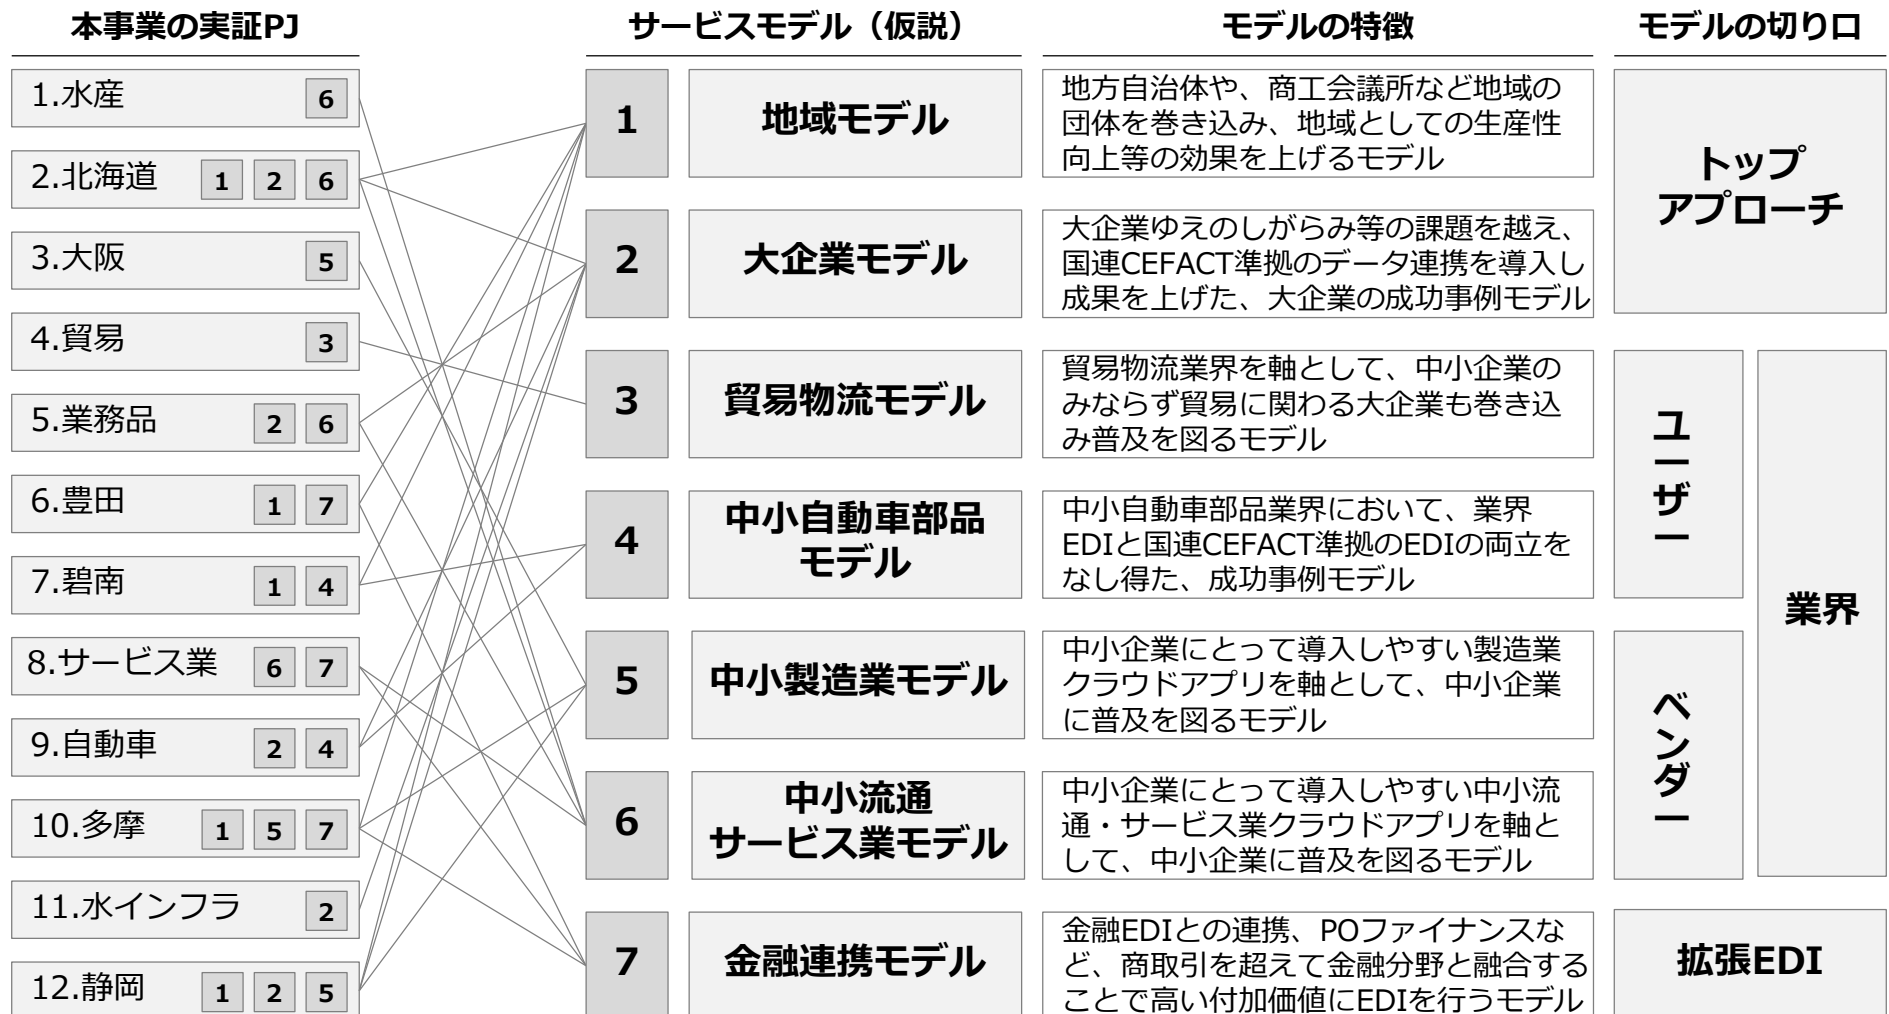 本事業の実証PJ
サービスモデル（仮説）
モデルの特徴
モデルの切り口
1.水産 6
2.北海道 1 2 6
3.大阪 5
4.貿易 3
5.業務品 2 6
6.豊田 1 7
7.碧南 1 4
8.サービス業 6 7
9.自動車 2 4
10.多摩 1 5 7
11.水インフラ 2
12.静岡 1 2 5
1
地域モデル
地方自治体や、商工会議所など地域の
団体を巻き込み、地域としての生産性
向上等の効果を上げるモデル
2
大企業モデル
大企業ゆえのしがらみ等の課題を越え、
国連CEFACT準拠のデータ連携を導入し
成果を上げた、大企業の成功事例モデル
3
貿易物流モデル
貿易物流業界を軸として、中小企業の
みならず貿易に関わる大企業も巻き込
み普及を図るモデル
4
中小自動車部品
モデル
中小自動車部品業界において、業界
EDIと国連CEFACT準拠のEDIの両立を
なし得た、成功事例モデル
5
中小製造業モデル
中小企業にとって導入しやすい製造業
クラウドアプリを軸として、中小企業
に普及を図るモデル
6
中小流通
サービス業モデル
中小企業にとって導入しやすい中小流
通・サービス業クラウドアプリを軸と
して、中小企業に普及を図るモデル
7
金融連携モデル
金融EDIとの連携、POファイナンスな
ど、商取引を超えて金融分野と融合する
ことで高い付加価値にEDIを行うモデル
トップ
アプローチ
ユーザー
ベンダー
業界
拡張EDI